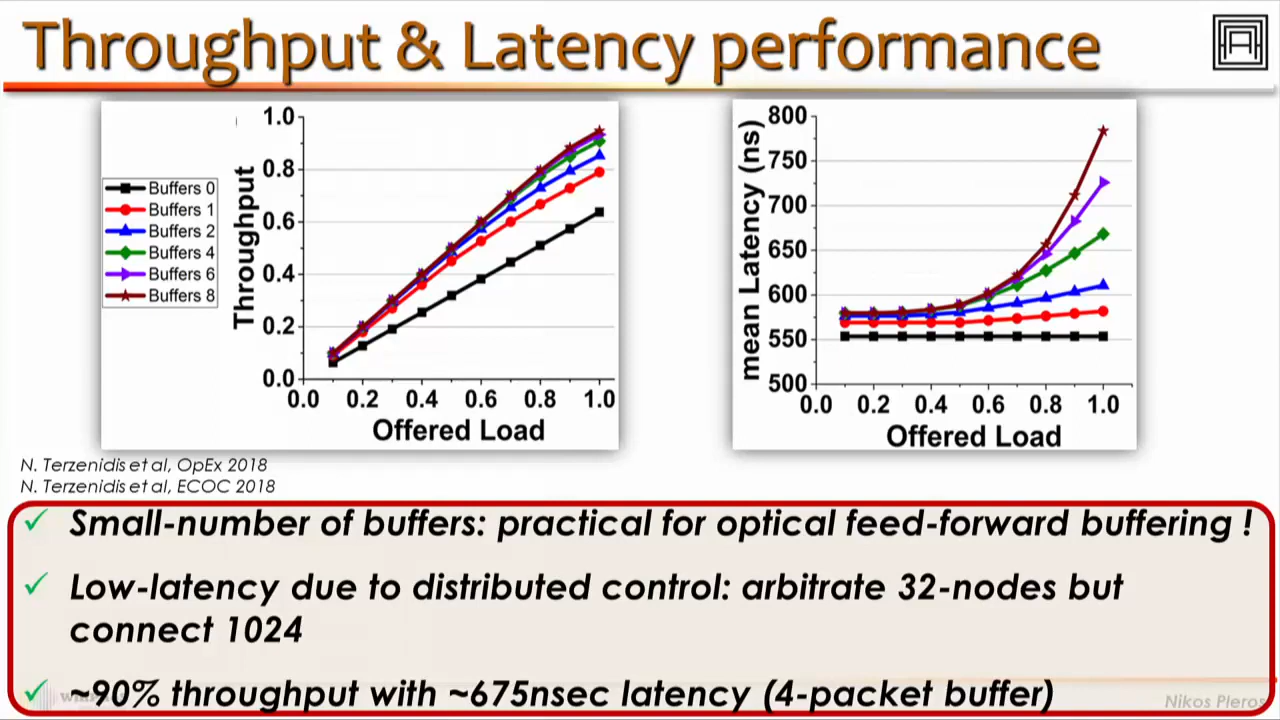 Throughput & Latency performance
Buffers 0
Buffers 1
Buffers 2
Buffers 4
Buffers 6
Buffers 8
Throughput
1.0
0.8
0.6
0.4
0.2
0.0
0.0 0.2 0.4 0.6 0.8 1.0
Offered Load
mean Latency (ns)
800
750
700
650
600
550
500
0.0 0.2 0.4 0.6 0.8 1.0
Offered Load
N. Terzenidis et al, OpEx 2018
N. Terzenidis et al, ECOC 2018
✓ Small-number of buffers: practical for optical feed-forward buffering !
✓ Low-latency due to distributed control: arbitrate 32-nodes but
connect 1024
✓ ~90% throughput with ~675nsec latency (4-packet buffer)
Nikos Pleros